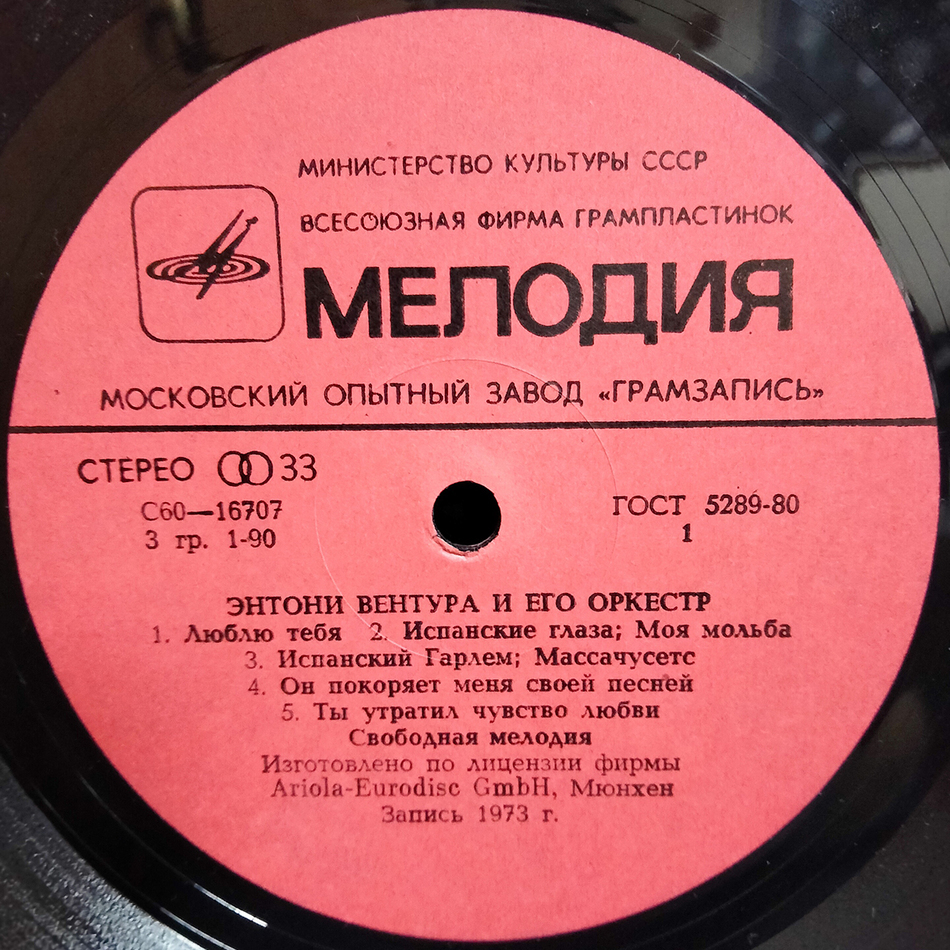 МИНИСТЕРСТВО КУЛЬТУРЫ СССР
ВСЕСОЮЗНАЯ ФИРМА ГРАМПЛАСТИНОК
МЕЛОДИЯ
МОСКОВСКИЙ ОПЫТНЫЙ ЗАВОД «ГРАМЗАПИСЬ»
СТЕРЕО 33
С60—16707
3 гр. 1-90
ГОСТ 5289-80
1
ЭНТОНИ ВЕНТУРА И ЕГО ОРКЕСТР
1. Люблю тебя 2. Испанские глаза; Моя мольба
3. Испанский Гарлем; Массачусетс
4. Он покоряет меня своей песней
5. Ты утратил чувство любви
Свободная мелодия
Изготовлено по лицензии фирмы
Ariola-Eurodisc GmbH, Мюнхен
Запись 1973 г.